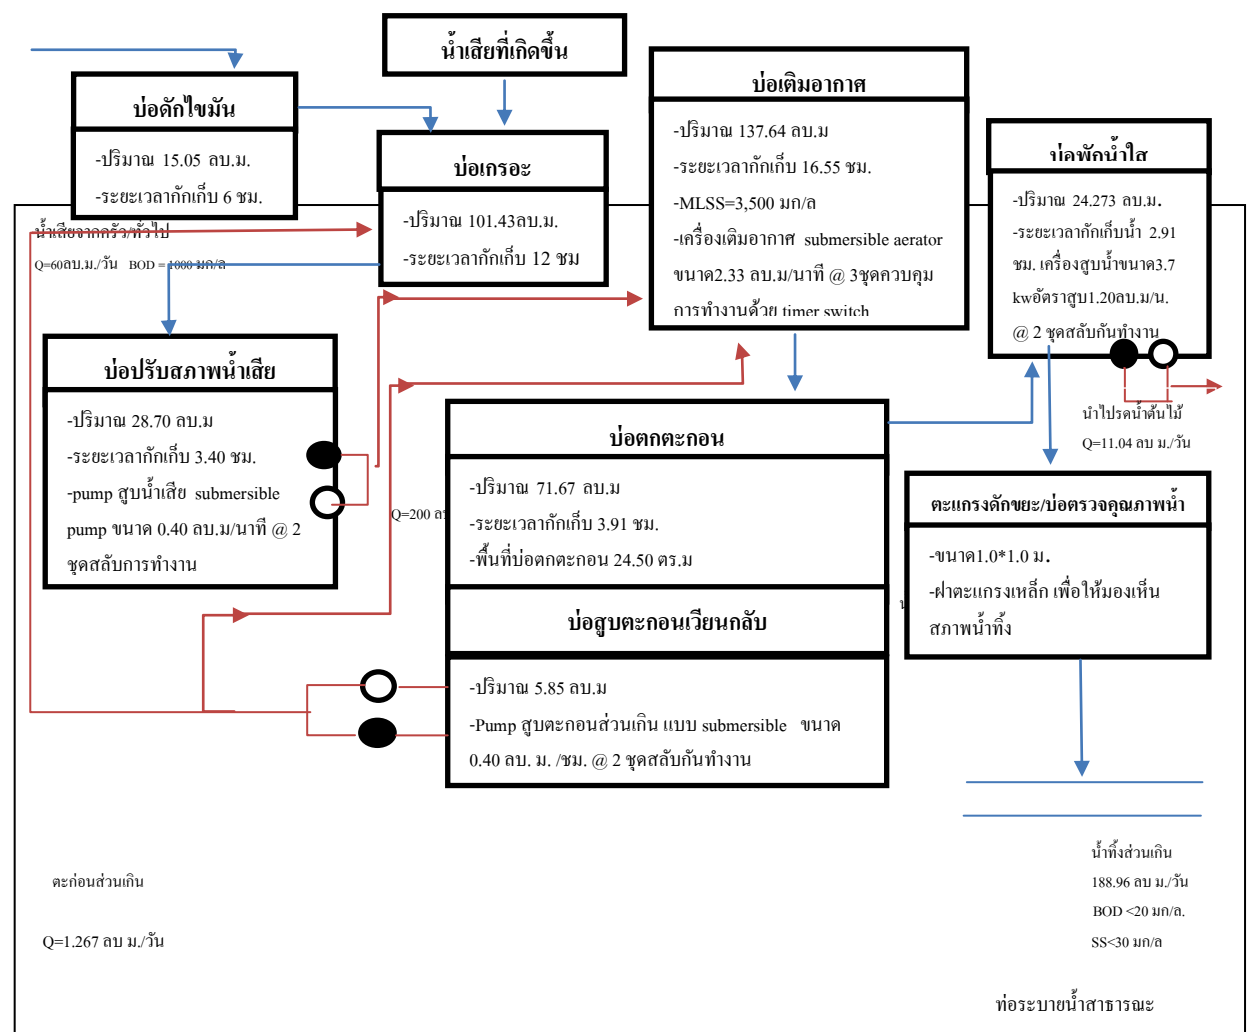 น้ำเสียที่เกิดขึ้น
บ่อดักไขมัน
-ปริมาณ 15.05 ลบ.ม.
-ระยะเวลากักเก็บ 6 ชม.
น้ำเสียจากครัว/ทั่วไป
Q=60ลบ.ม./วัน BOD = 1000 มก/ล
บ่อเกรอะ
-ปริมาณ 101.43ลบ.ม.
-ระยะเวลากักเก็บ 12 ชม
บ่อเติมอากาศ
-ปริมาณ 137.64 ลบ.ม
-ระยะเวลากักเก็บ 16.55 ชม.
-MLSS=3,500 มก/ล
-เครื่องเติมอากาศ submersible aerator
ขนาด2.33 ลบ.ม/นาที @ 3ชุดควบคุม
การทำงานด้วย timer switch
บ่อพักน้ำใส
-ปริมาณ 24.273 ลบ.ม.
-ระยะเวลากักเก็บน้ำ 2.91
ชม. เครื่องสูบน้ำขนาด3.7
kwอัตราสูบ1.20ลบ.ม/น.
@ 2 ชุดสลับกันทำงาน
นำไปรดน้ำต้นไม้
Q=11.04 ลบ ม./วัน
บ่อปรับสภาพน้ำเสีย
-ปริมาณ 28.70 ลบ.ม
-ระยะเวลากักเก็บ 3.40 ชม.
-pump สูบน้ำเสีย submersible
pump ขนาด 0.40 ลบ.ม/นาที @ 2
ชุดสลับการทำงาน
Q=200 ลบ
บ่อตกตะกอน
-ปริมาณ 71.67 ลบ.ม
-ระยะเวลากักเก็บ 3.91 ชม.
-พื้นที่บ่อตกตะกอน 24.50 ตร.ม
บ่อสูบตะกอนเวียนกลับ
-ปริมาณ 5.85 ลบ.ม
-Pump สูบตะกอนส่วนเกิน แบบ submersible ขนาด
0.40 ลบ. ม. /ชม. @ 2 ชุดสลับกันทำงาน
ตะแกรงดักขยะ/บ่อตรวจคุณภาพน้ำ
-ขนาด1.0*1.0 ม.
-ฝาตะแกรงเหล็ก เพื่อให้มองเห็น
สภาพน้ำทิ้ง
ตะก่อนส่วนเกิน
Q=1.267 ลบ ม./วัน
น้ำทิ้งส่วนเกิน
188.96 ลบ ม./วัน
BOD <20 มก/ล.
SS<30 มก/ล
ท่อระบายน้ำสาธารณะ